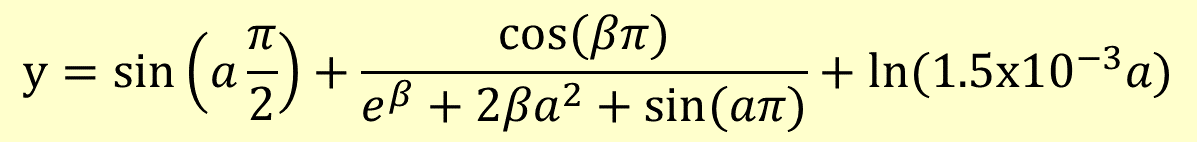 y = sin(a π/2) + cos(βπ)/(e^β + 2βa² + sin(aπ)) + ln(1.5x10⁻³a)